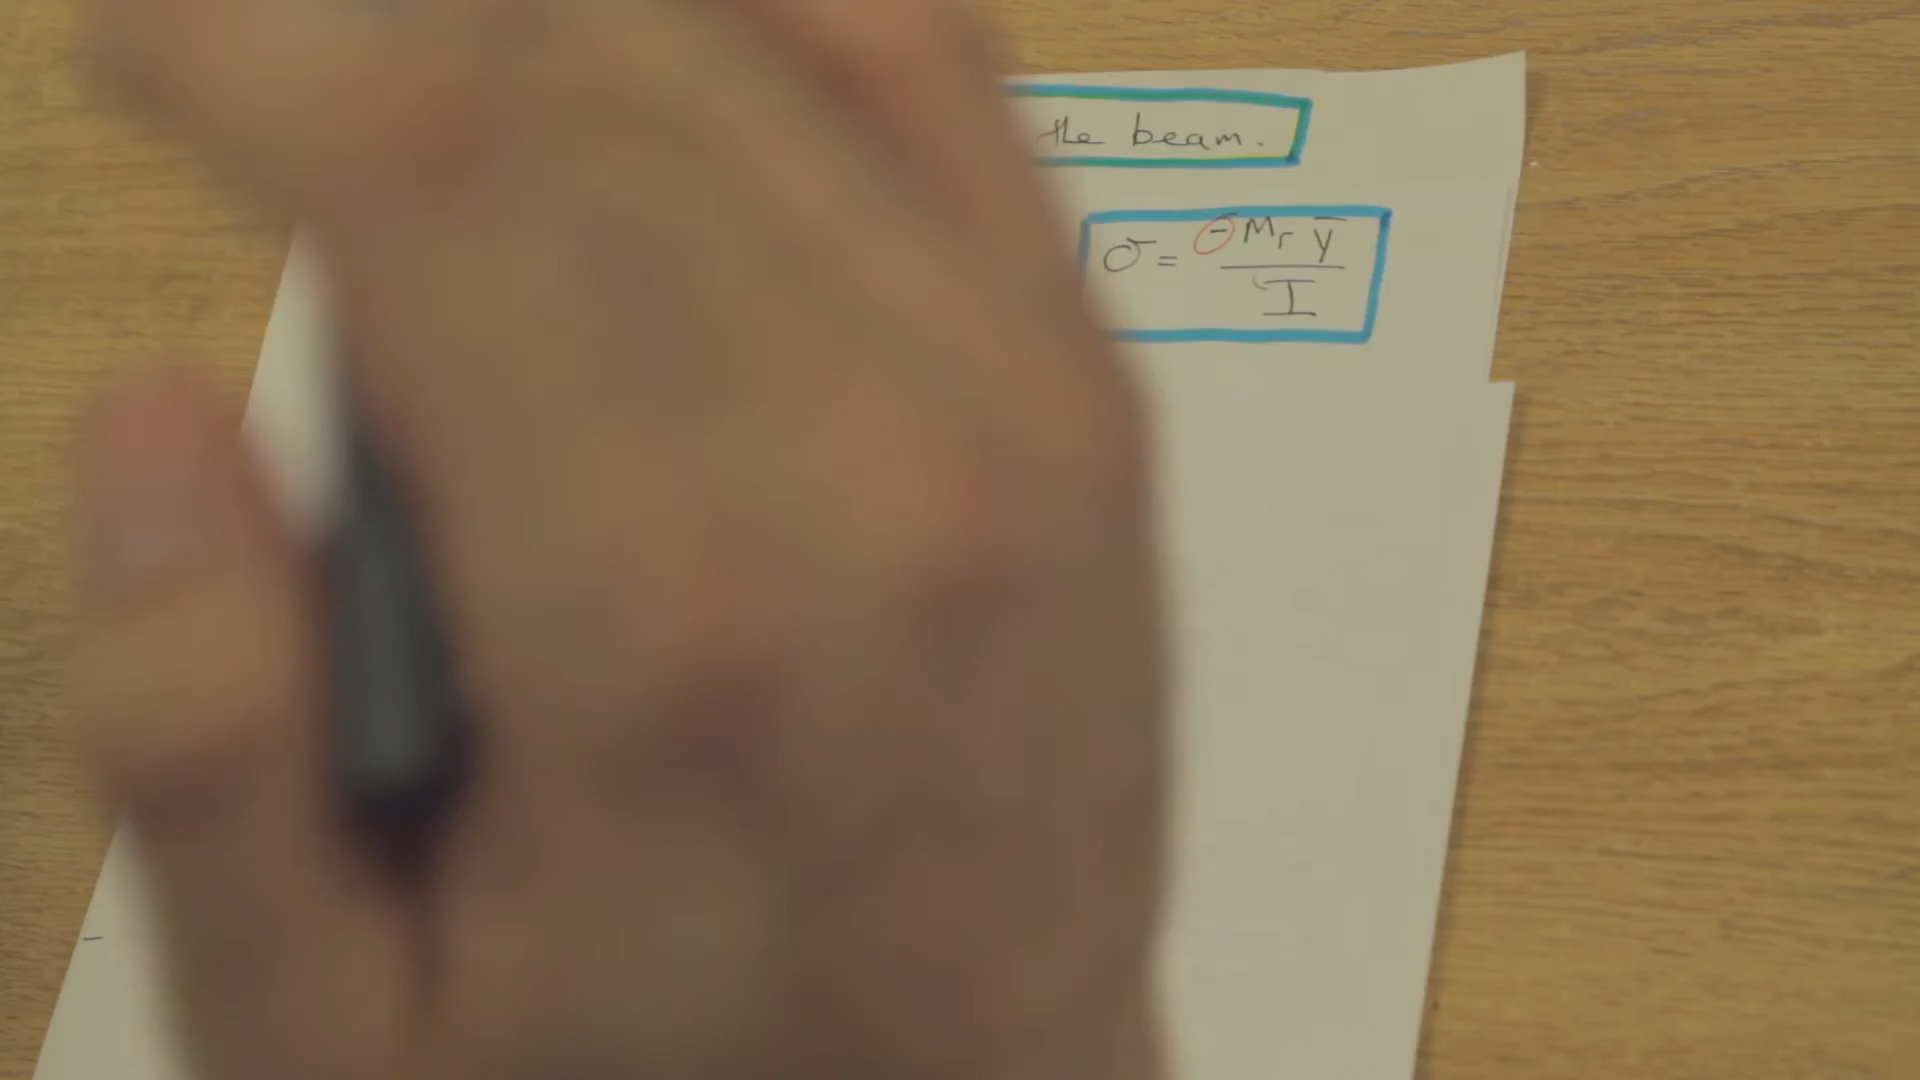 the beam.
σ = -Mr ȳ / I